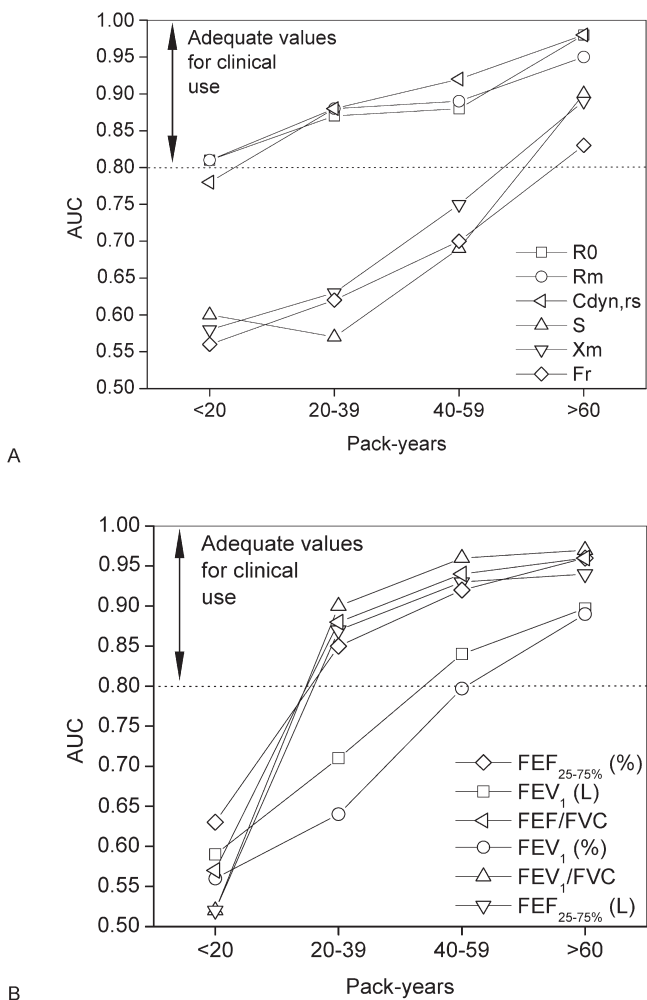 1.00
0.95
0.90
0.85
0.80
0.75
0.70
0.65
0.60
0.55
0.50
AUC
Adequate values
for clinical
use
R0
Rm
Cdyn,rs
S
Xm
Fr
<20
20-39
40-59
>60
Pack-years
A
1.00
0.95
0.90
0.85
0.80
0.75
0.70
0.65
0.60
0.55
0.50
AUC
Adequate values
for clinical
use
FEF25-75% (%)
FEV1 (L)
FEF/FVC
FEV1 (%)
FEV1/FVC
FEF25-75% (L)
<20
20-39
40-59
>60
Pack-years
B